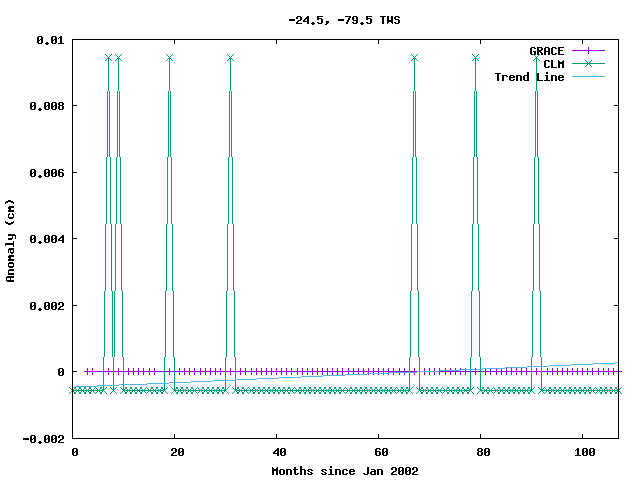 -24.5, -79.5 TWS
0.01
0.008
0.006
0.004
0.002
0
-0.002
Anomaly (cm)
GRACE
CLM
Trend Line
0 20 40 60 80 100
Months since Jan 2002